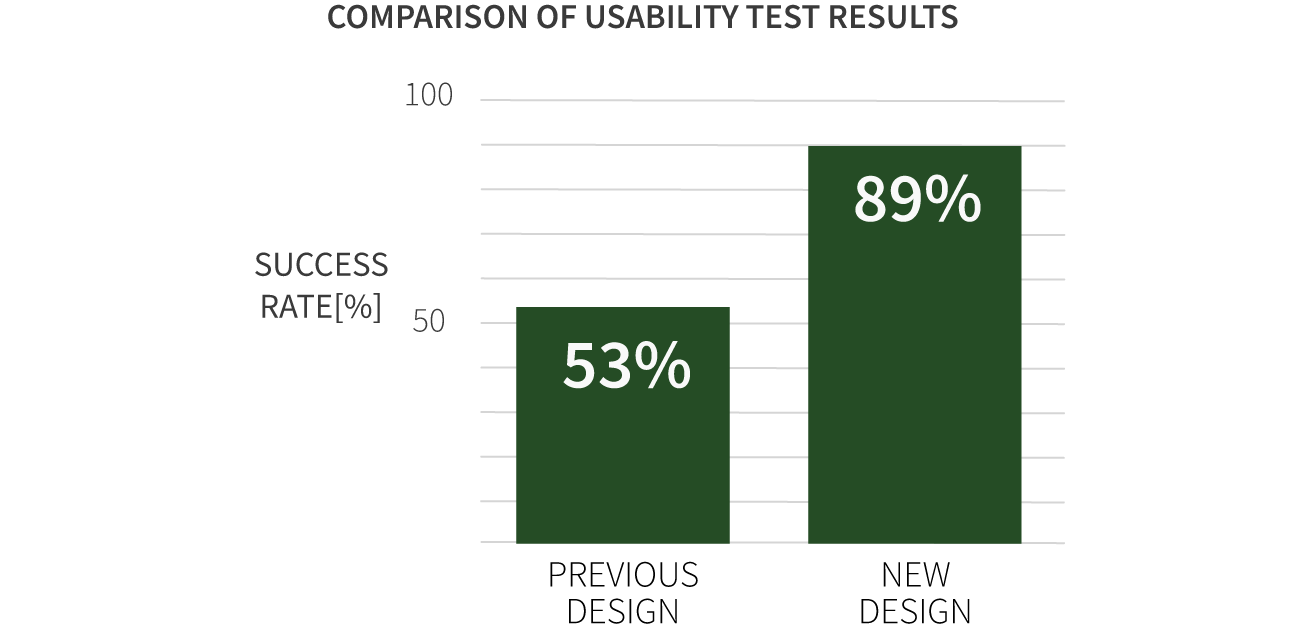 COMPARISON OF USABILITY TEST RESULTS
100
89%
SUCCESS
RATE[%]
50
53%
PREVIOUS
DESIGN
NEW
DESIGN